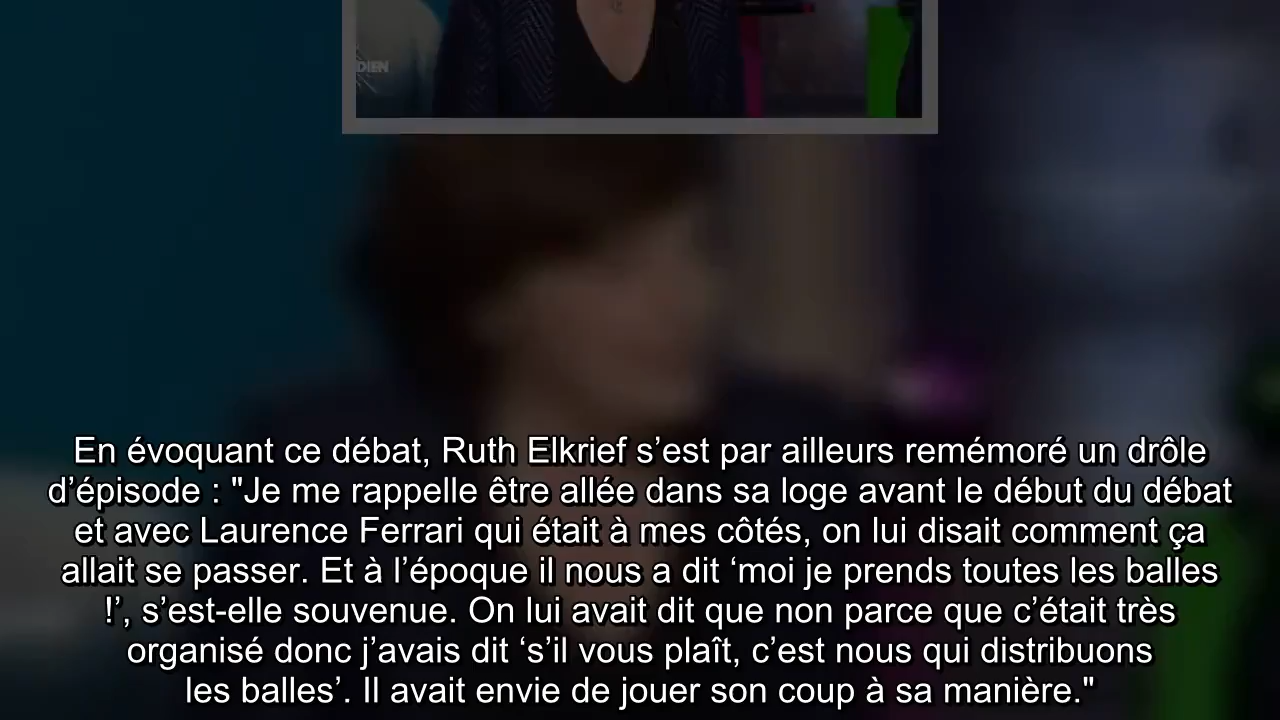 DIEN
En évoquant ce débat, Ruth Elkrief s’est par ailleurs remémoré un drôle
d’épisode : "Je me rappelle être allée dans sa loge avant le début du débat
et avec Laurence Ferrari qui était à mes côtés, on lui disait comment ça
allait se passer. Et à l’époque il nous a dit ‘moi je prends toutes les balles
!’, s’est-elle souvenue. On lui avait dit que non parce que c’était très
organisé donc j’avais dit ‘s’il vous plaît, c’est nous qui distribuons
les balles’. Il avait envie de jouer son coup à sa manière."